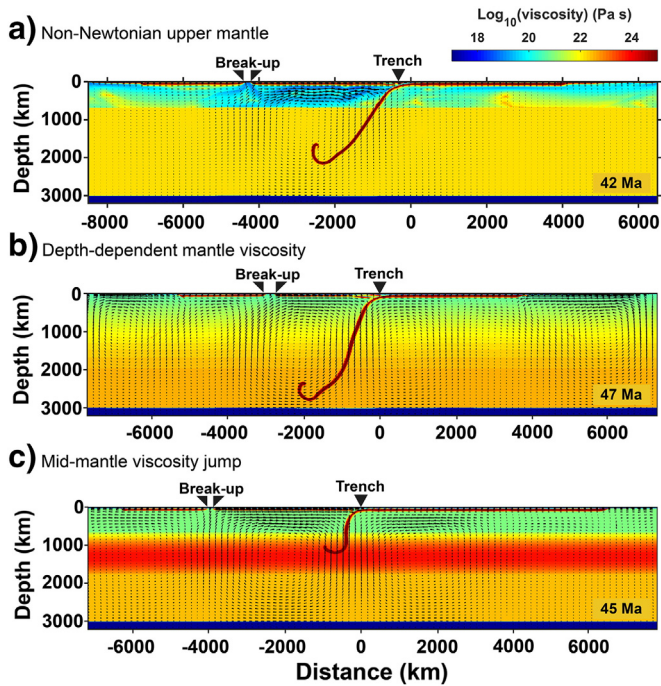 Log10(viscosity) (Pa s)
18 20 22 24
a) Non-Newtonian upper mantle
Break-up Trench
0
1000
2000
3000
Depth (km)
42 Ma
-8000 -6000 -4000 -2000 0 2000 4000 6000
b) Depth-dependent mantle viscosity
Break-up Trench
0
1000
2000
3000
Depth (km)
47 Ma
-6000 -4000 -2000 0 2000 4000 6000
c) Mid-mantle viscosity jump
Break-up Trench
0
1000
2000
3000
Depth (km)
45 Ma
-6000 -4000 -2000 0 2000 4000 6000
Distance (km)